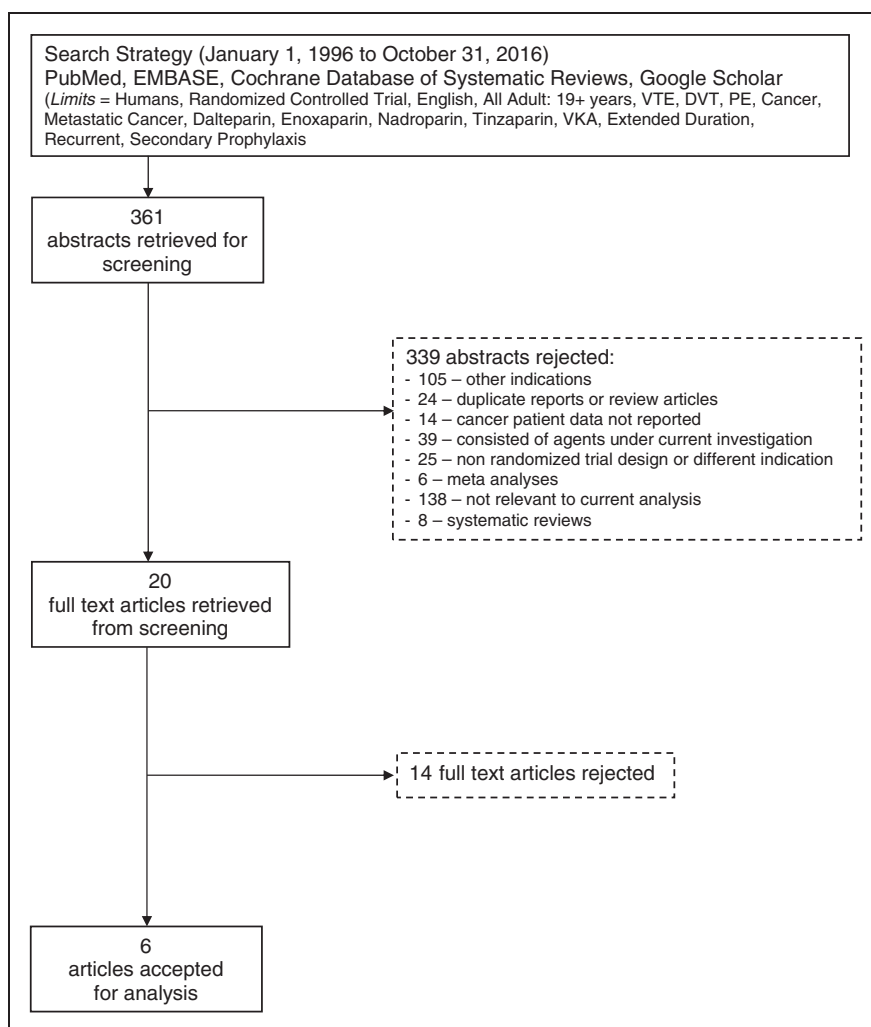 Search Strategy (January 1, 1996 to October 31, 2016)
PubMed, EMBASE, Cochrane Database of Systematic Reviews, Google Scholar
(Limits = Humans, Randomized Controlled Trial, English, All Adult: 19+ years, VTE, DVT, PE, Cancer,
Metastatic Cancer, Dalteparin, Enoxaparin, Nadroparin, Tinzaparin, VKA, Extended Duration,
Recurrent, Secondary Prophylaxis
361
abstracts retrieved for
screening
339 abstracts rejected:
- 105 – other indications
- 24 – duplicate reports or review articles
- 14 – cancer patient data not reported
- 39 – consisted of agents under current investigation
- 25 – non randomized trial design or different indication
- 6 – meta analyses
- 138 – not relevant to current analysis
- 8 – systematic reviews
20
full text articles retrieved
from screening
14 full text articles rejected
6
articles accepted
for analysis